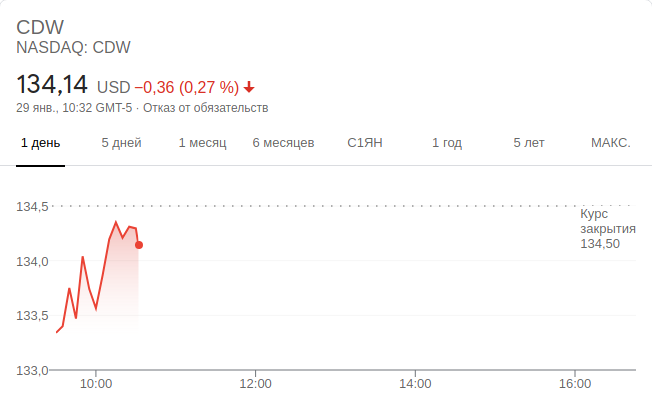 CDW
NASDAQ: CDW
134,14 USD −0,36 (0,27 %)
29 янв., 10:32 GMT-5 · Отказ от обязательств
1 день 5 дней 1 месяц 6 месяцев С1ЯН 1 год 5 лет МАКС.
134,5
Курс
закрытия
134,50
134,0
133,5
133,0
10:00 12:00 14:00 16:00